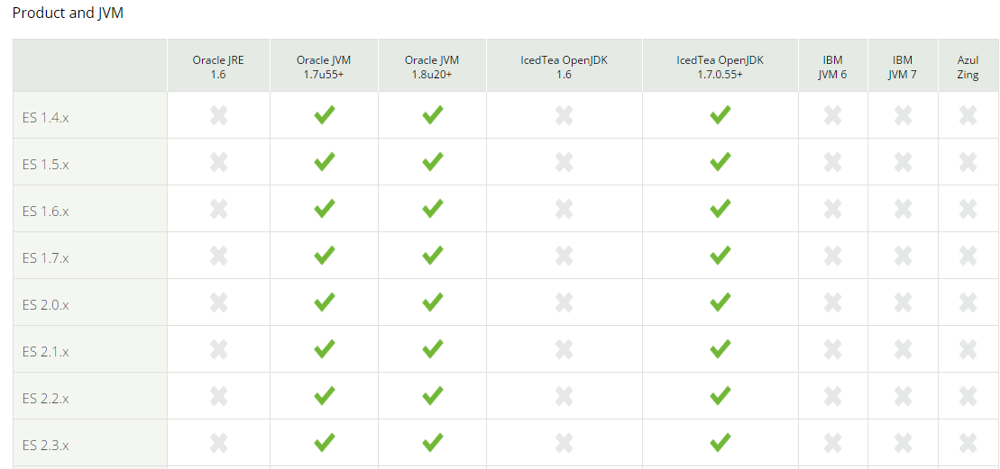 Product and JVM
Oracle JRE 1.6
Oracle JVM 1.7u55+
Oracle JVM 1.8u20+
IcedTea OpenJDK 1.6
IcedTea OpenJDK 1.7.0.55+
IBM JVM 6
IBM JVM 7
Azul Zing
ES 1.4.x
ES 1.5.x
ES 1.6.x
ES 1.7.x
ES 2.0.x
ES 2.1.x
ES 2.2.x
ES 2.3.x